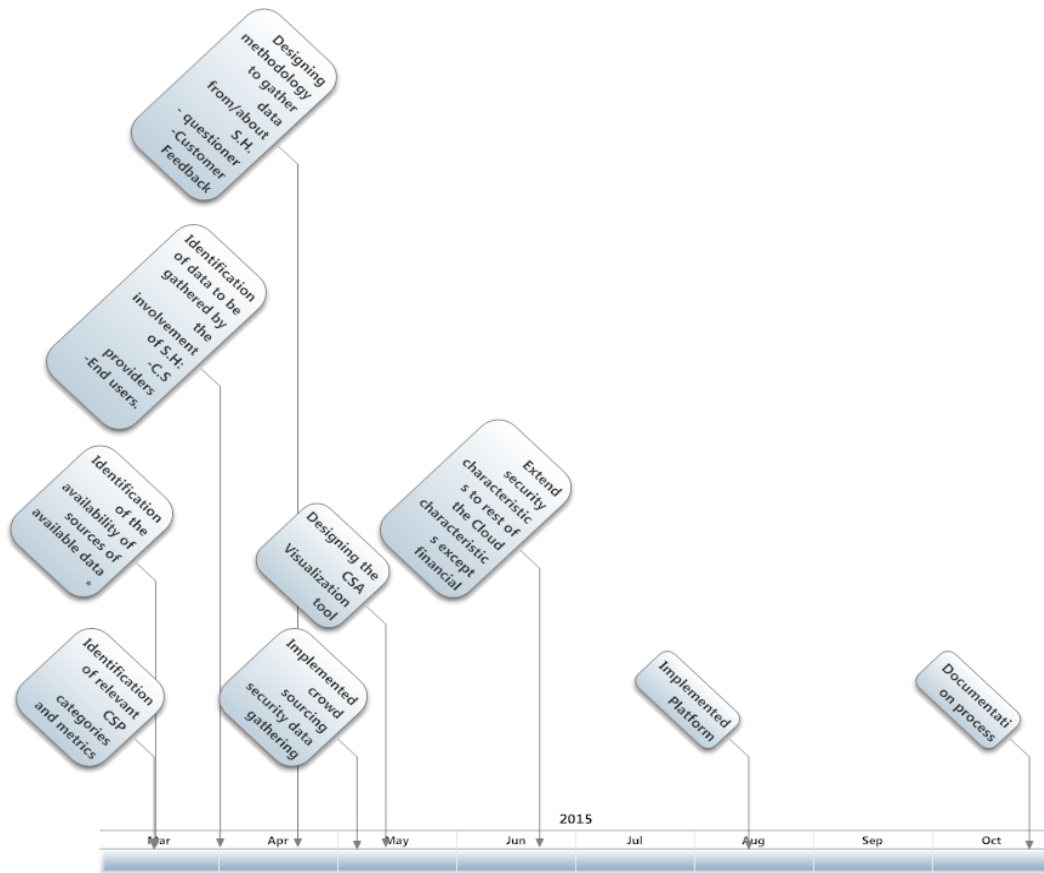 Designing
methodology
to gather
data
from/about
S.H.
- questioner
-Customer
Feedback
Identification
of data to be
gathered by
the
involvement
of S.H:
-C.S
providers
-End users.
Identification
of the
availability of
sources of
available data
*
Extend
security
characteristic
s to rest of
the Cloud
characteristic
s except
financial
Designing the
CSA
Visualization
tool
Identification
of relevant
CSP
categories
and metrics
Implemented
crowd
sourcing
security data
gathering
Implemented
Platform
Documentati
on process
2015
Mar Apr May Jun Jul Aug Sep Oct